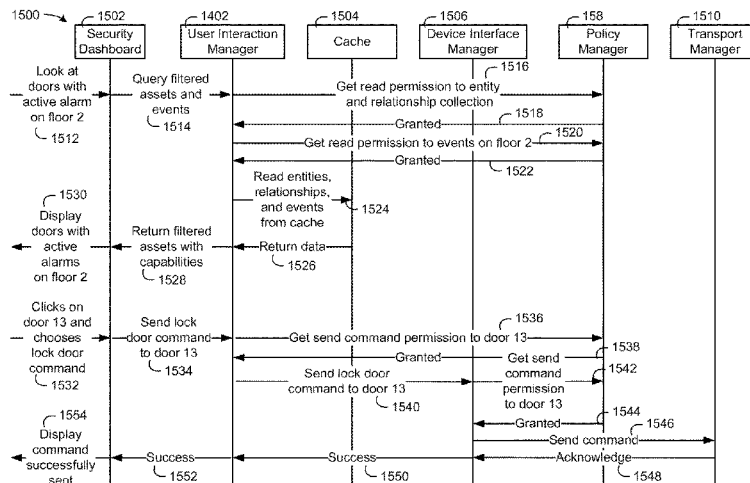 1500
1502
Security
Dashboard
1402
User Interaction
Manager
1504
Cache
1506
Device Interface
Manager
158
Policy
Manager
1510
Transport
Manager
Look at
doors with
active alarm
on floor 2
1512
Query filtered
assets and
events
1514
1516
Get read permission to entity
and relationship collection
1518
Granted
1520
Get read permission to events on floor 2
Granted
1522
Read entities,
relationships,
and events
from cache
1524
1530
Display
doors with
active
alarms
on floor 2
Return filtered
assets with
capabilities
1528
Return data
1526
Clicks on
door 13 and
chooses
lock door
command
1532
Send lock
door command
to door 13
1534
1536
Get send command permission to door 13
Granted
1538
Get send
command
permission
to door 13
1542
Send lock door
command to door 13
1540
1544
Granted
1546
Send command
1554
Display
command
successfully
sent
Success
1552
Success
1550
Acknowledge
1548